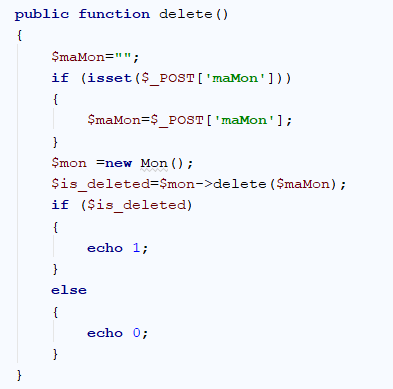 public function delete()
{
$maMon="";
if (isset($_POST['maMon']))
{
$maMon=$_POST['maMon'];
}
$mon =new Mon();
$is_deleted=$mon->delete($maMon);
if ($is_deleted)
{
echo 1;
}
else
{
echo 0;
}
}